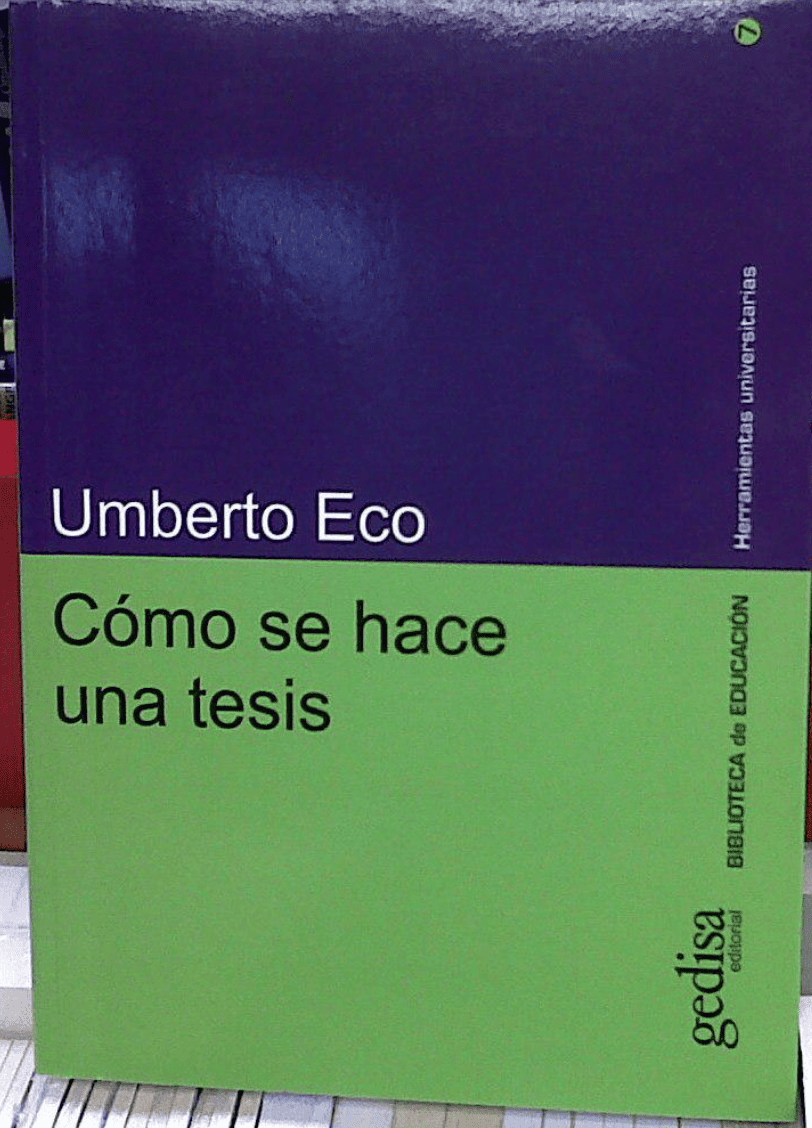 7
Herramientas universitarias
Umberto Eco
Cómo se hace
una tesis
BIBLIOTECA de EDUCACIÓN
gedisa
editorial